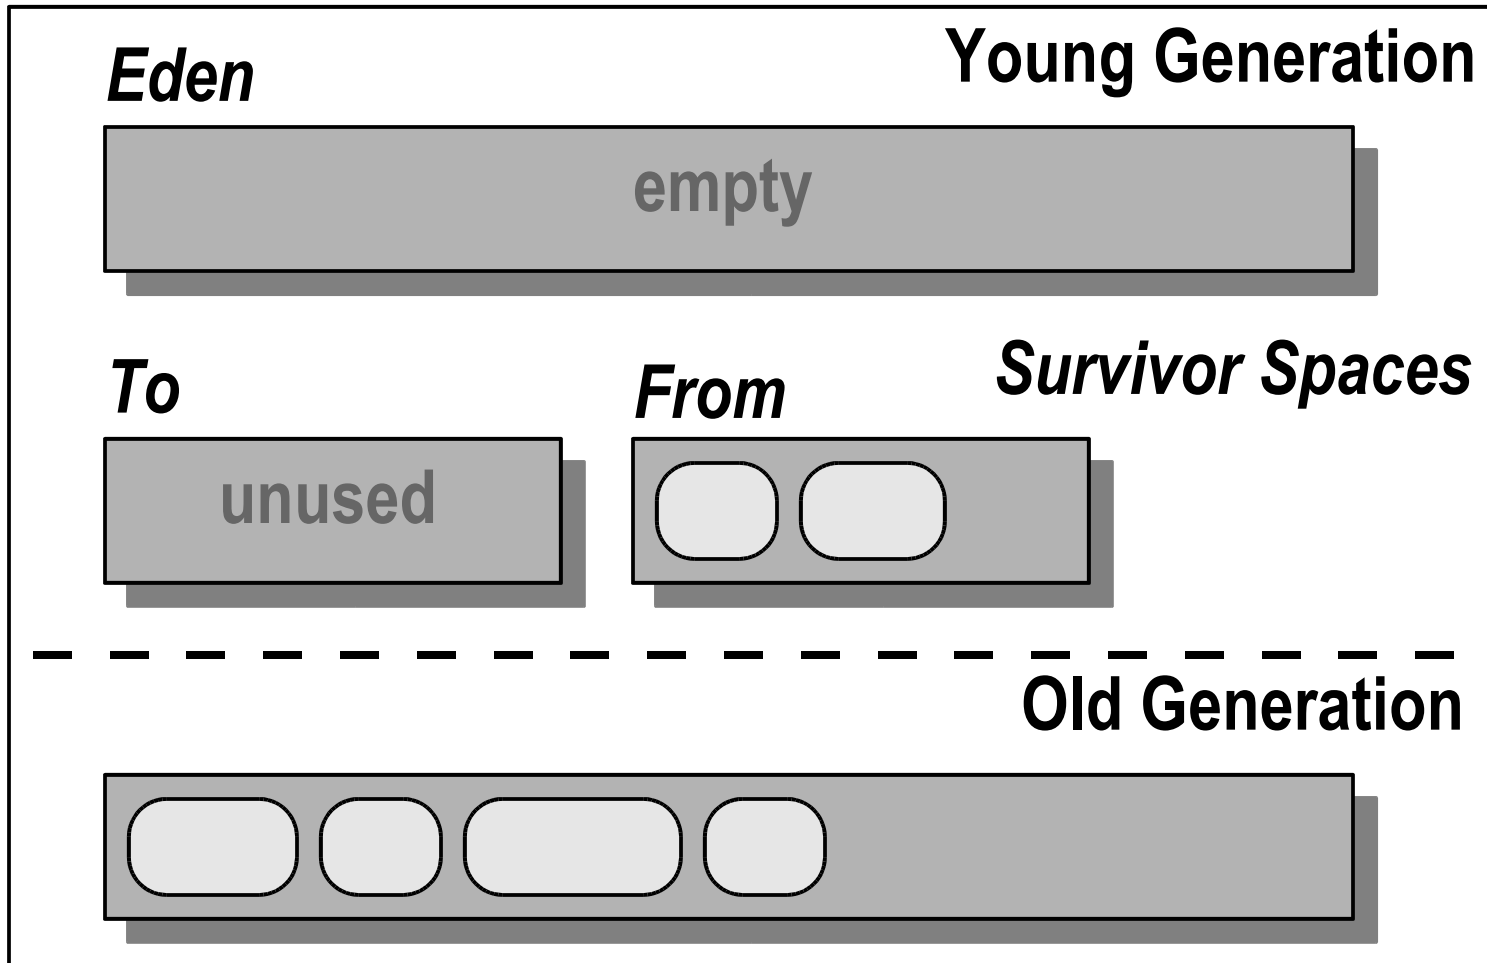 Young Generation
Eden
empty
Survivor Spaces
To
From
unused
Old Generation